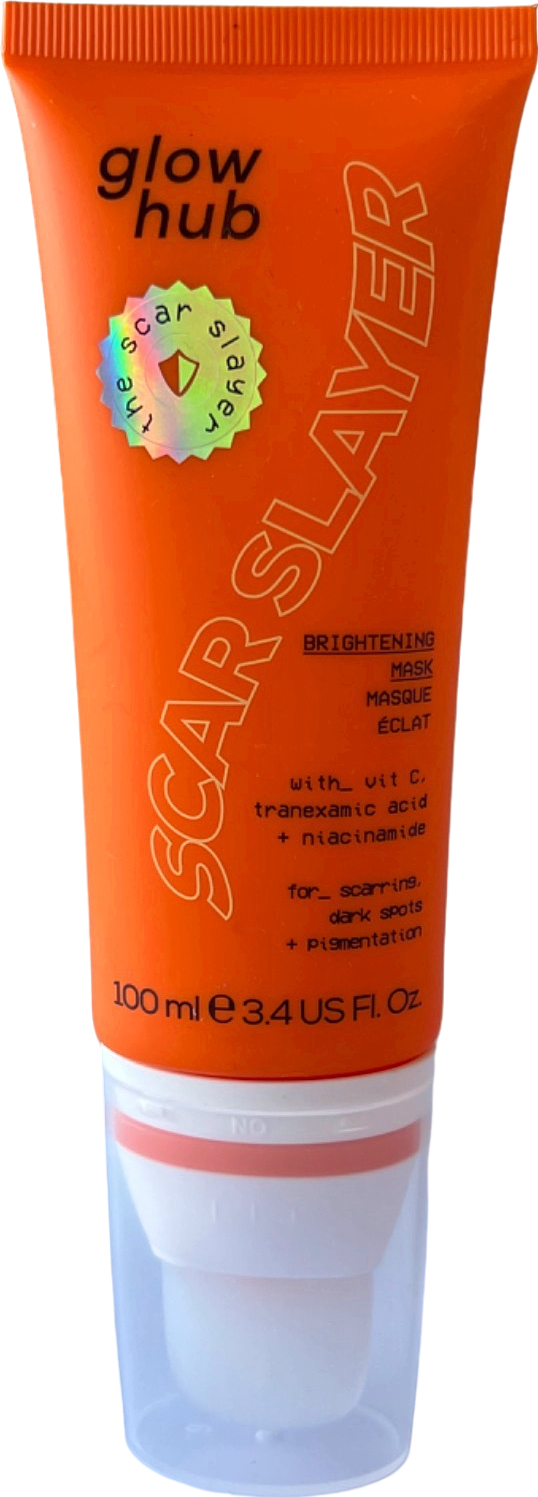 glow
hub
the scar slayer
SCAR SLAYER
BRIGHTENING
MASK
MASQUE
ÉCLAT
with_ vit C,
tranexamic acid
+ niacinamide
for_ scarring,
dark spots
+ pigmentation
100 ml e 3.4 US Fl. Oz.
NO